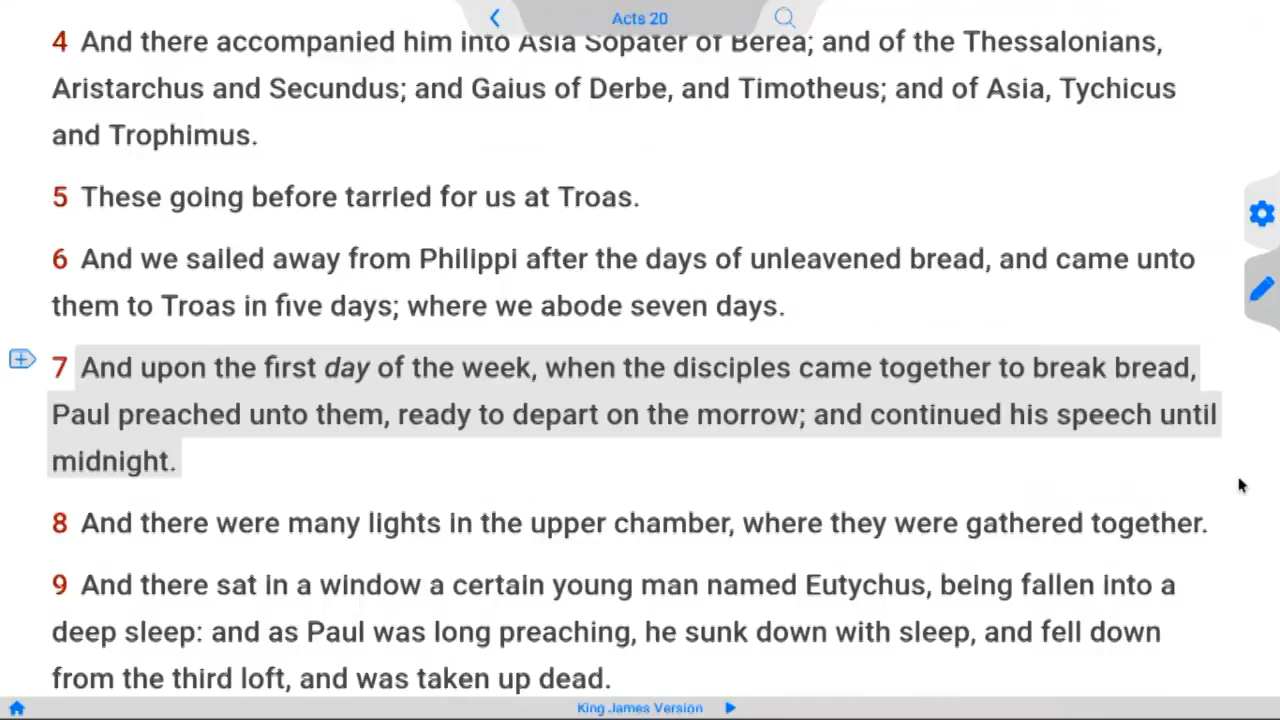 Acts 20
4 And there accompanied him into Asia Sopater of Berea; and of the Thessalonians,
Aristarchus and Secundus; and Gaius of Derbe, and Timotheus; and of Asia, Tychicus
and Trophimus.
5 These going before tarried for us at Troas.
6 And we sailed away from Philippi after the days of unleavened bread, and came unto
them to Troas in five days; where we abode seven days.
7 And upon the first day of the week, when the disciples came together to break bread,
Paul preached unto them, ready to depart on the morrow; and continued his speech until
midnight.
8 And there were many lights in the upper chamber, where they were gathered together.
9 And there sat in a window a certain young man named Eutychus, being fallen into a
deep sleep: and as Paul was long preaching, he sunk down with sleep, and fell down
from the third loft, and was taken up dead.
King James Version